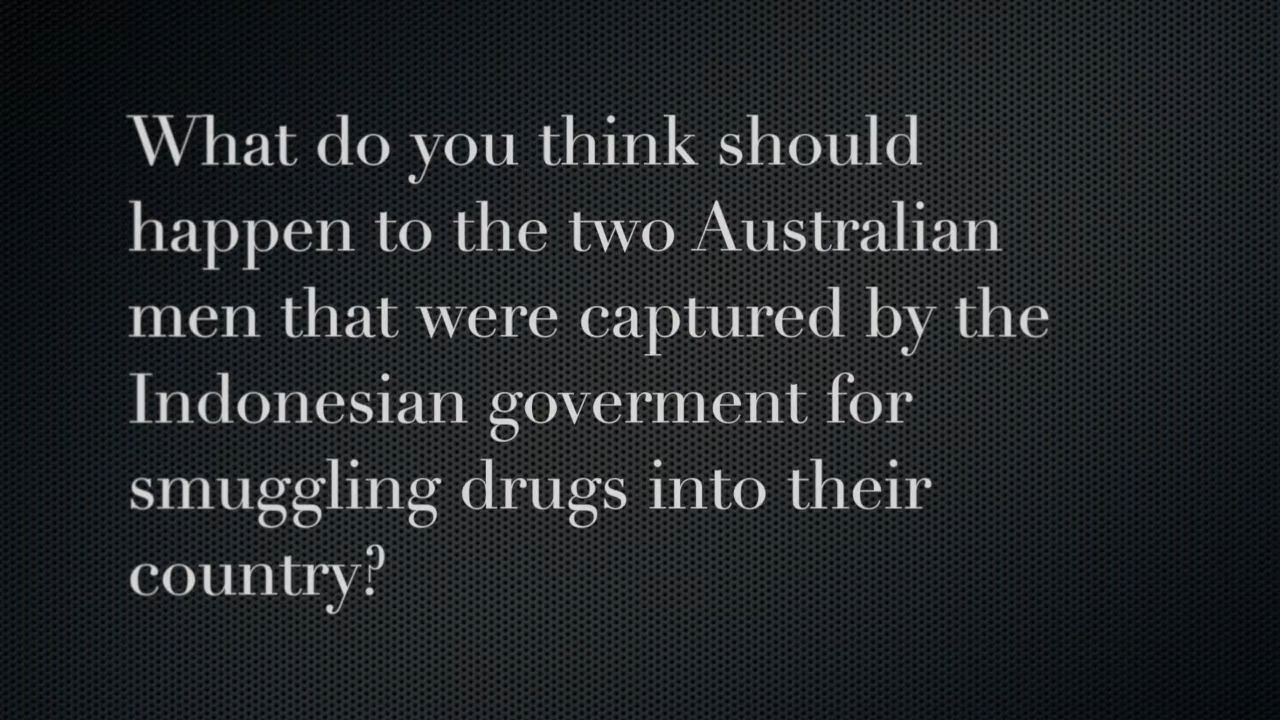 What do you think should
happen to the two Australian
men that were captured by the
Indonesian goverment for
smuggling drugs into their
country?